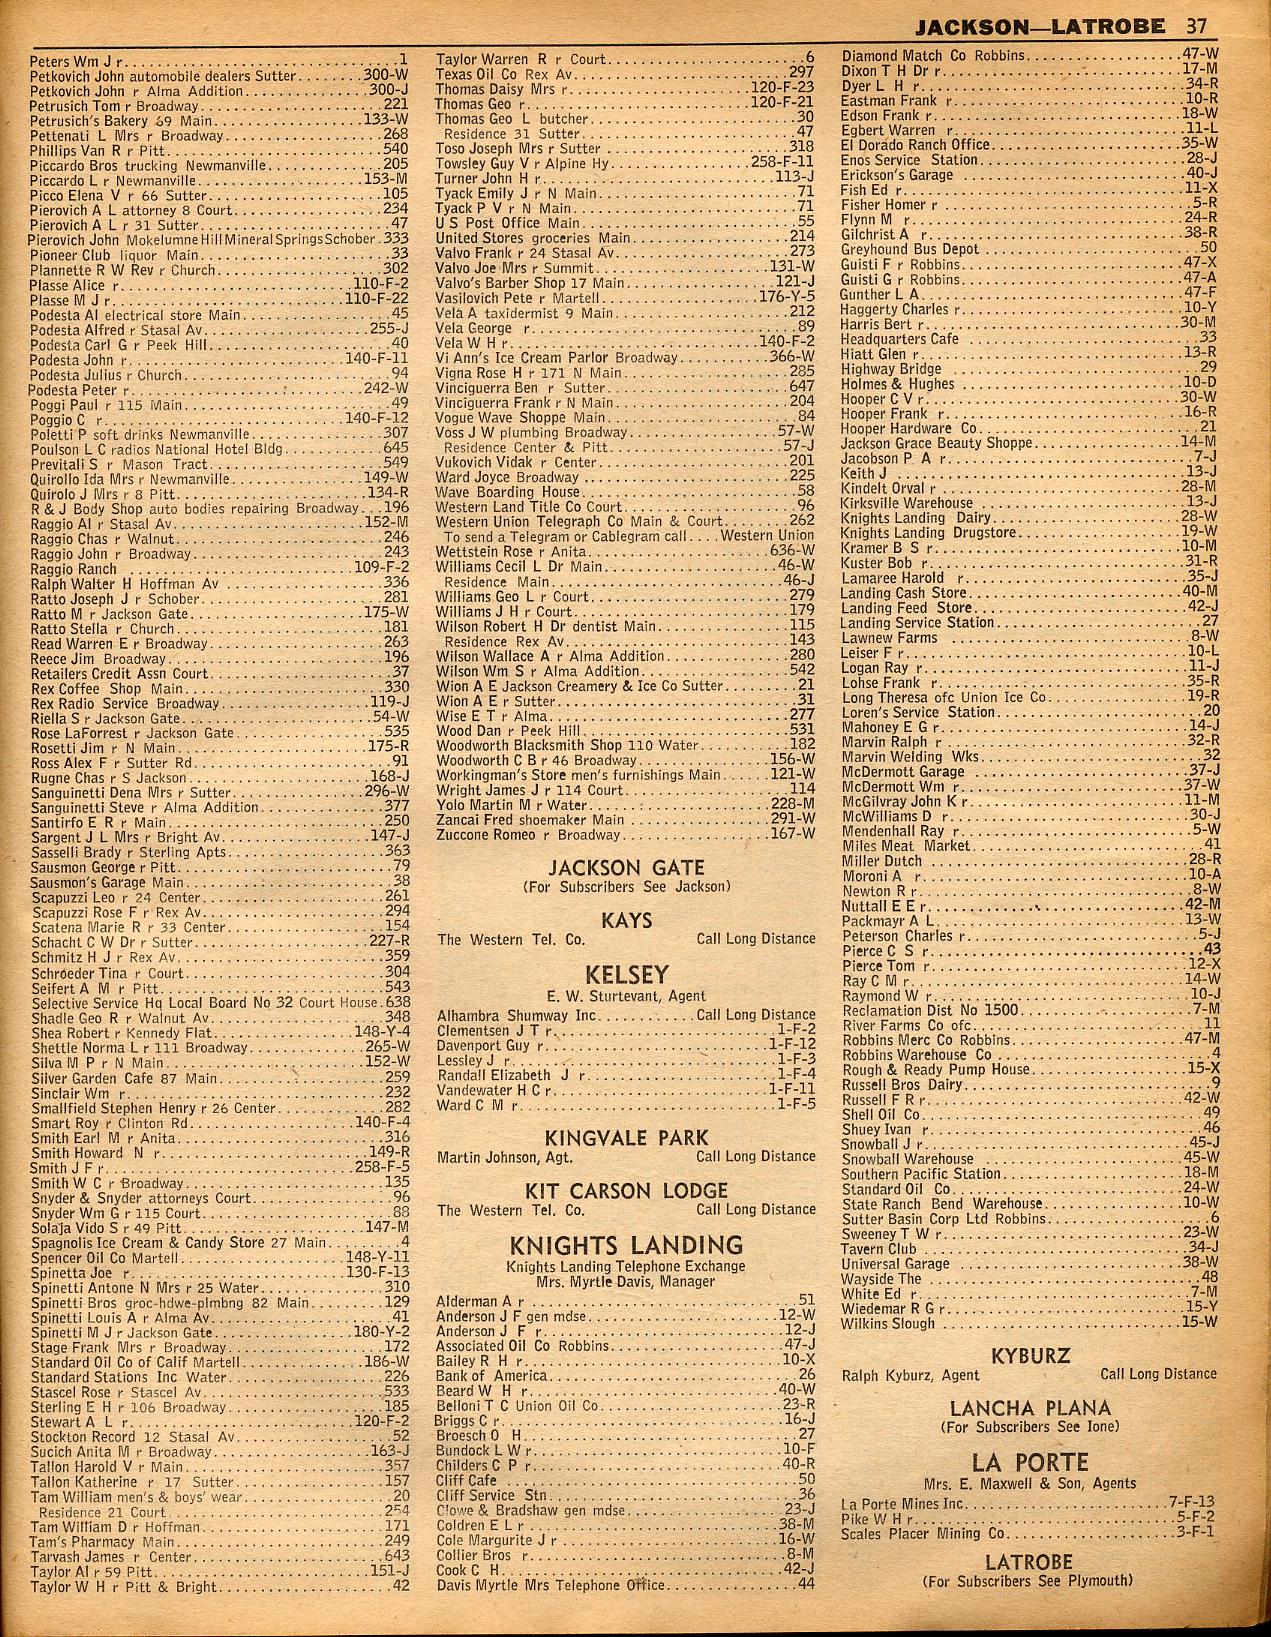 JACKSON—LATROBE 37
Peters Wm J r 1
Petkovich John automobile dealers Sutter 300-W
Petkovich John r Alma Addition 300-J
Petrusich Tom r Broadway 221
Petrusich's Bakery 69 Main 133-W
Pettenati L Mrs r Broadway 268
Phillips Van R r Pitt 540
Piccardo Bros trucking Newmanville 205
Piccardo L r Newmanville 153-M
Picco Elena V r 66 Sutter 105
Pierovich A L attorney 8 Court 234
Pierovich A L r 31 Sutter 47
Pierovich John Mokelumne Hill Mineral Springs Schober 333
Pioneer Club liquor Main 33
Plannette R W Rev r Church 302
Plasse Alice r 110-F-2
Plasse M J r 110-F-22
Podesta Al electrical store Main 45
Podesta Alfred r Stasal Av 255-J
Podesta Carl G r Peek Hill 40
Podesta John r 140-F-11
Podesta Julius r Church 94
Podesta Peter r 242-W
Poggi Paul r 115 Main 49
Poggio C r 140-F-12
Poletti P soft drinks Newmanville 307
Poulson L C radios National Hotel Bldg 645
Previtali S r Mason Tract 549
Quirollo Ida Mrs r Newmanville 149-W
Quirolo J Mrs r 8 Pitt 134-R
R & J Body Shop auto bodies repairing Broadway 196
Raggio Al r Stasal Av 152-M
Raggio Chas r Walnut 246
Raggio John r Broadway 243
Raggio Ranch 109-F-2
Ralph Walter H Hoffman Av 336
Ratto Joseph J r Schober 281
Ratto M r Jackson Gate 175-W
Ratto Stella r Church 181
Read Warren E r Broadway 263
Reece Jim Broadway 196
Retailers Credit Assn Court 37
Rex Coffee Shop Main 330
Rex Radio Service Broadway 119-J
Riella S r Jackson Gate 54-W
Rose LaForrest r Jackson Gate 535
Rosetti Jim r N Main 175-R
Ross Alex F r Sutter Rd 91
Rugne Chas r S Jackson 168-J
Sanguinetti Dena Mrs r Sutter 296-W
Sanguinetti Steve r Alma Addition 377
Santirfo E R r Main 250
Sargent J L Mrs r Bright Av 147-J
Sasselli Brady r Sterling Apts 363
Sausmon George r Pitt 79
Sausmon's Garage Main 38
Scapuzzi Leo r 24 Center 261
Scapuzzi Rose F r Rex Av 294
Scatena Marie R r 33 Center 154
Schacht C W Dr r Sutter 227-R
Schmitz H J r Rex Av 359
Schroeder Tina r Court 304
Seifert A M r Pitt 543
Selective Service Hq Local Board No 32 Court House 638
Shadle Geo R r Walnut Av 348
Shea Robert r Kennedy Flat 148-Y-4
Shettle Norma L r 111 Broadway 265-W
Silva M P r N Main 152-W
Silver Garden Cafe 87 Main 259
Sinclair Wm r 232
Smallfield Stephen Henry r 26 Center 282
Smart Roy r Clinton Rd 140-F-4
Smith Earl M r Anita 316
Smith Howard N r 149-R
Smith J F r 258-F-5
Smith W C r Broadway 135
Snyder & Snyder attorneys Court 96
Snyder Wm G r 115 Court 88
Solaja Vido S r 49 Pitt 147-M
Spagnolis Ice Cream & Candy Store 27 Main 4
Spencer Oil Co Martell 148-Y-11
Spinetta Joe r 130-F-13
Spinetti Antone N Mrs r 25 Water 310
Spinetti Bros groc-hdwe-plmbng 82 Main 129
Spinetti Louis A r Alma Av 41
Spinetti M J r Jackson Gate 180-Y-2
Stage Frank Mrs r Broadway 172
Standard Oil Co of Calif Martell 186-W
Standard Stations Inc Water 226
Stascel Rose r Stascel Av 533
Sterling E H r 106 Broadway 185
Stewart A L r 120-F-2
Stockton Record 12 Stasal Av 52
Sucich Anita M r Broadway 163-J
Tallon Harold V r Main 357
Tallon Katherine r 17 Sutter 157
Tam William men's & boys' wear 20
Residence 21 Court 254
Tam William D r Hoffman 171
Tam's Pharmacy Main 249
Tarvash James r Center 643
Taylor Al r 59 Pitt 151-J
Taylor W H r Pitt & Bright 42
Taylor Warren R r Court 6
Texas Oil Co Rex Av 297
Thomas Daisy Mrs r 120-F-23
Thomas Geo r 120-F-21
Thomas Geo L butcher 30
Residence 31 Sutter 47
Toso Joseph Mrs r Sutter 318
Towsley Guy V r Alpine Hy 258-F-11
Turner John H r 113-J
Tyack Emily J r N Main 71
Tyack P V r N Main 71
U S Post Office Main 55
United Stores groceries Main 214
Valvo Frank r 24 Stasal Av 273
Valvo Joe Mrs r Summit 131-W
Valvo's Barber Shop 17 Main 121-J
Vasilovich Pete r Martell 176-Y-5
Vela A taxidermist 9 Main 212
Vela George r 89
Vela W H r 140-F-2
Vi Ann's Ice Cream Parlor Broadway 366-W
Vigna Rose H r 171 N Main 285
Vinciguerra Ben r Sutter 647
Vinciguerra Frank r N Main 204
Vogue Wave Shoppe Main 84
Voss J W plumbing Broadway 57-W
Residence Center & Pitt 57-J
Vukovich Vidak r Center 201
Ward Joyce Broadway 225
Wave Boarding House 58
Western Land Title Co Court 96
Western Union Telegraph Co Main & Court 262
To send a Telegram or Cablegram call Western Union
Wettstein Rose r Anita 636-W
Williams Cecil L Dr Main 46-W
Residence Main 46-J
Williams Geo L r Court 279
Williams J H r Court 179
Wilson Robert H Dr dentist Main 115
Residence Rex Av 143
Wilson Wallace A r Alma Addition 280
Wilson Wm S r Alma Addition 542
Wion A E Jackson Creamery & Ice Co Sutter 21
Wion A E r Sutter 31
Wise E T r Alma 277
Wood Dan r Peek Hill 531
Woodworth Blacksmith Shop 110 Water 182
Woodworth C B r 46 Broadway 156-W
Workingman's Store men's furnishings Main 121-W
Wright James J r 114 Court 114
Yolo Martin M r Water 228-M
Zancai Fred shoemaker Main 291-W
Zuccone Romeo r Broadway 167-W
JACKSON GATE
(For Subscribers See Jackson)
KAYS
The Western Tel. Co. Call Long Distance
KELSEY
E. W. Sturtevant, Agent
Alhambra Shumway Inc Call Long Distance
Clementsen J T r 1-F-2
Davenport Guy r 1-F-12
Lessley J r 1-F-3
Randall Elizabeth J r 1-F-4
Vandewater H C r 1-F-11
Ward C M r 1-F-5
KINGVALE PARK
Martin Johnson, Agt. Call Long Distance
KIT CARSON LODGE
The Western Tel. Co. Call Long Distance
KNIGHTS LANDING
Knights Landing Telephone Exchange
Mrs. Myrtle Davis, Manager
Alderman A r 51
Anderson J F gen mdse 12-W
Anderson J F r 12-J
Associated Oil Co Robbins 47-J
Bailey R H r 10-X
Bank of America 26
Beard W H r 40-W
Belloni T C Union Oil Co 23-R
Briggs C r 16-J
Broesch O H 27
Bundock L W r 10-F
Childers C P r 40-R
Cliff Cafe 50
Cliff Service Stn 36
Clowe & Bradshaw gen mdse 23-J
Coldren E L r 38-M
Cole Margurite J r 16-W
Collier Bros r 8-M
Cook C H 42-J
Davis Myrtle Mrs Telephone Office 44
Diamond Match Co Robbins 47-W
Dixon T H Dr r 17-M
Dyer L H r 34-R
Eastman Frank r 10-R
Edson Frank r 18-W
Egbert Warren r 11-L
El Dorado Ranch Office 35-W
Enos Service Station 28-J
Erickson's Garage 40-J
Fish Ed r 11-X
Fisher Homer r 5-R
Flynn M r 24-R
Gilchrist A r 38-R
Greyhound Bus Depot 50
Guisti F r Robbins 47-X
Guisti G r Robbins 47-A
Gunther L A 47-F
Haggerty Charles r 10-Y
Harris Bert r 30-M
Headquarters Cafe 33
Hiatt Glen r 13-R
Highway Bridge 29
Holmes & Hughes 10-D
Hooper C V r 30-W
Hooper Frank r 16-R
Hooper Hardware Co 21
Jackson Grace Beauty Shoppe 14-M
Jacobson P A r 7-J
Keith J 13-J
Kindelt Orval r 28-M
Kirksville Warehouse 13-J
Knights Landing Dairy 28-W
Knights Landing Drugstore 19-W
Kramer B S r 10-M
Kuster Bob r 31-R
Lamaree Harold r 35-J
Landing Cash Store 40-M
Landing Feed Store 42-J
Landing Service Station 27
Lawnew Farms 8-W
Leiser F r 10-L
Logan Ray r 11-J
Lohse Frank r 35-R
Long Theresa ofc Union Ice Co 19-R
Loren's Service Station 20
Mahoney E G r 14-J
Marvin Ralph r 32-R
Marvin Welding Wks 32
McDermott Garage 37-J
McDermott Wm r 37-W
McGilvray John K r 11-M
McWilliams D r 30-J
Mendenhall Ray r 5-W
Miles Meat Market 41
Miller Dutch 28-R
Moroni A r 10-A
Newton R r 8-W
Nuttall E E r 42-M
Packmayr A L 13-W
Peterson Charles r 5-J
Pierce C S r 43
Pierce Tom r 12-X
Ray C M r 14-W
Raymond W r 10-J
Reclamation Dist No 1500 7-M
River Farms Co ofc 11
Robbins Merc Co Robbins 47-M
Robbins Warehouse Co 4
Rough & Ready Pump House 15-X
Russell Bros Dairy 9
Russell F R r 42-W
Shell Oil Co 49
Shuey Ivan r 46
Snowball J r 45-J
Snowball Warehouse 45-W
Southern Pacific Station 18-M
Standard Oil Co 24-W
State Ranch Bend Warehouse 10-W
Sutter Basin Corp Ltd Robbins 6
Sweeney T W r 23-W
Tavern Club 34-J
Universal Garage 38-W
Wayside The 48
White Ed r 7-M
Wiedemar R G r 15-Y
Wilkins Slough 15-W
KYBURZ
Ralph Kyburz, Agent Call Long Distance
LANCHA PLANA
(For Subscribers See Ione)
LA PORTE
Mrs. E. Maxwell & Son, Agents
La Porte Mines Inc 7-F-13
Pike W H r 5-F-2
Scales Placer Mining Co 3-F-1
LATROBE
(For Subscribers See Plymouth)